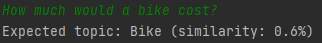 How much would a bike cost?
Expected topic: Bike (similarity: 0.6%)